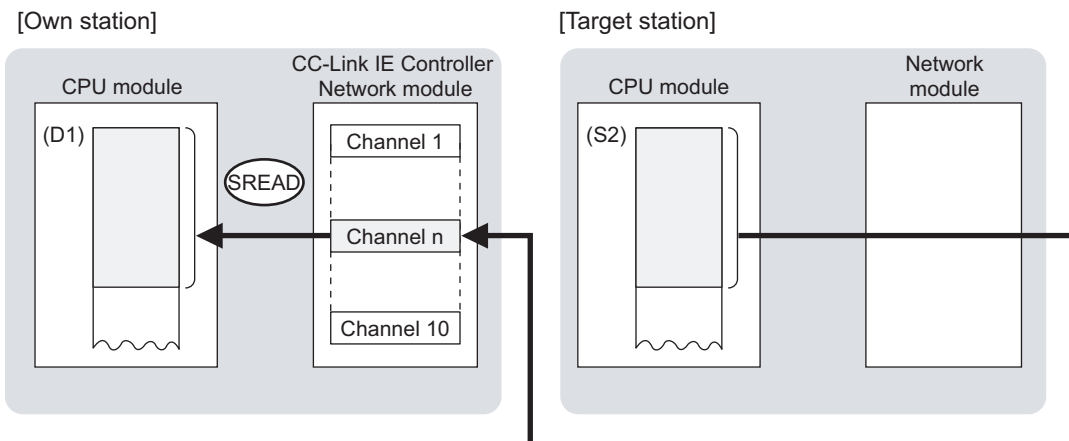 [Own station]
[Target station]
CPU module
CC-Link IE Controller
Network module
(D1)
Channel 1
SREAD
Channel n
Channel 10
CPU module
Network
module
(S2)